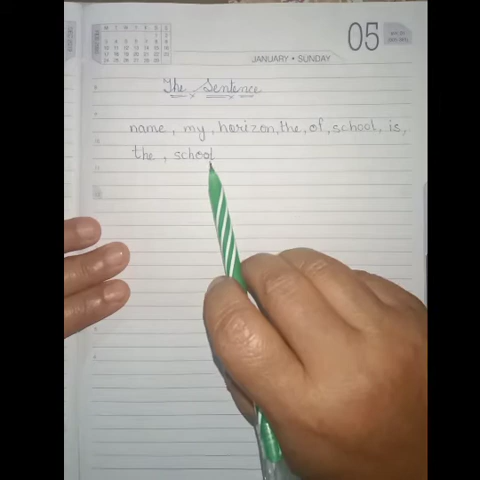 05
JANUARY • SUNDAY
The Sentence
name, my, horizon, the, of, school, is,
the, school